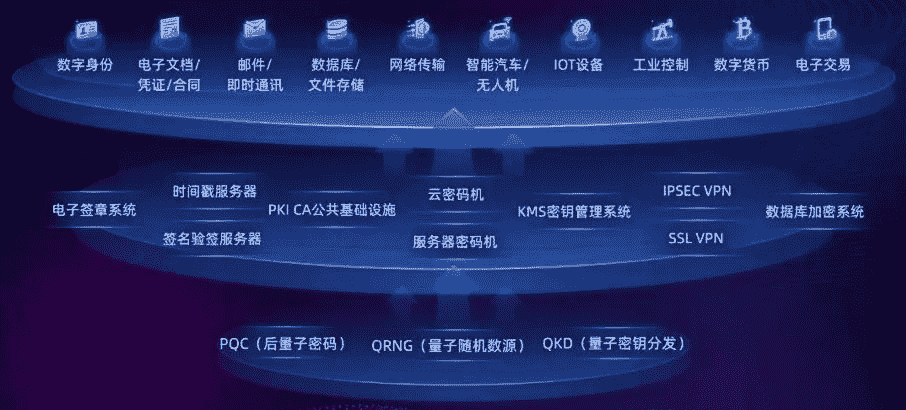 数字身份
电子文档/
凭证/合同
邮件/
即时通讯
数据库/
文件存储
网络传输
智能汽车/
无人机
IOT设备
工业控制
数字货币
电子交易
电子签章系统
时间戳服务器
签名验签服务器
PKI CA公共基础设施
云密码机
服务器密码机
KMS密钥管理系统
IPSEC VPN
SSL VPN
数据库加密系统
PQC（后量子密码）
QRNG（量子随机数源）
QKD（量子密钥分发）